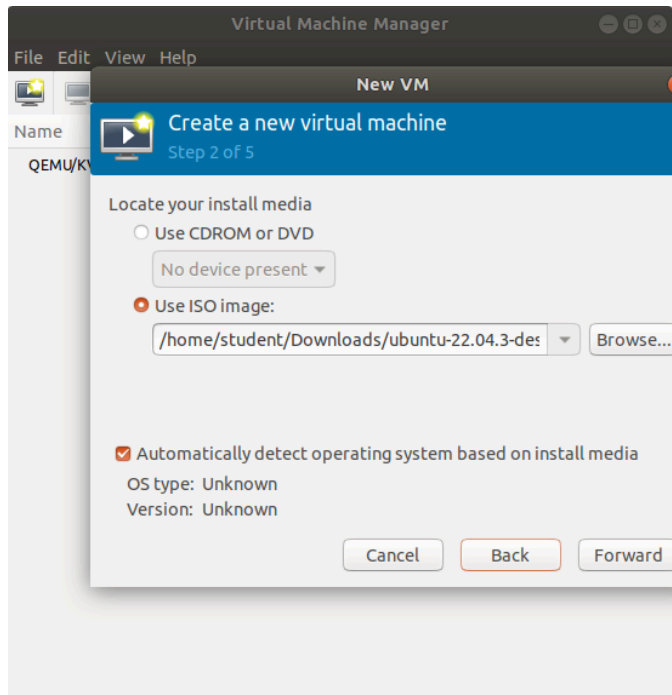 Virtual Machine Manager
File Edit View Help
New VM
Name
QEMU/KV
Create a new virtual machine
Step 2 of 5
Locate your install media
Use CDROM or DVD
No device present
Use ISO image:
/home/student/Downloads/ubuntu-22.04.3-des
Browse...
Automatically detect operating system based on install media
OS type: Unknown
Version: Unknown
Cancel Back Forward